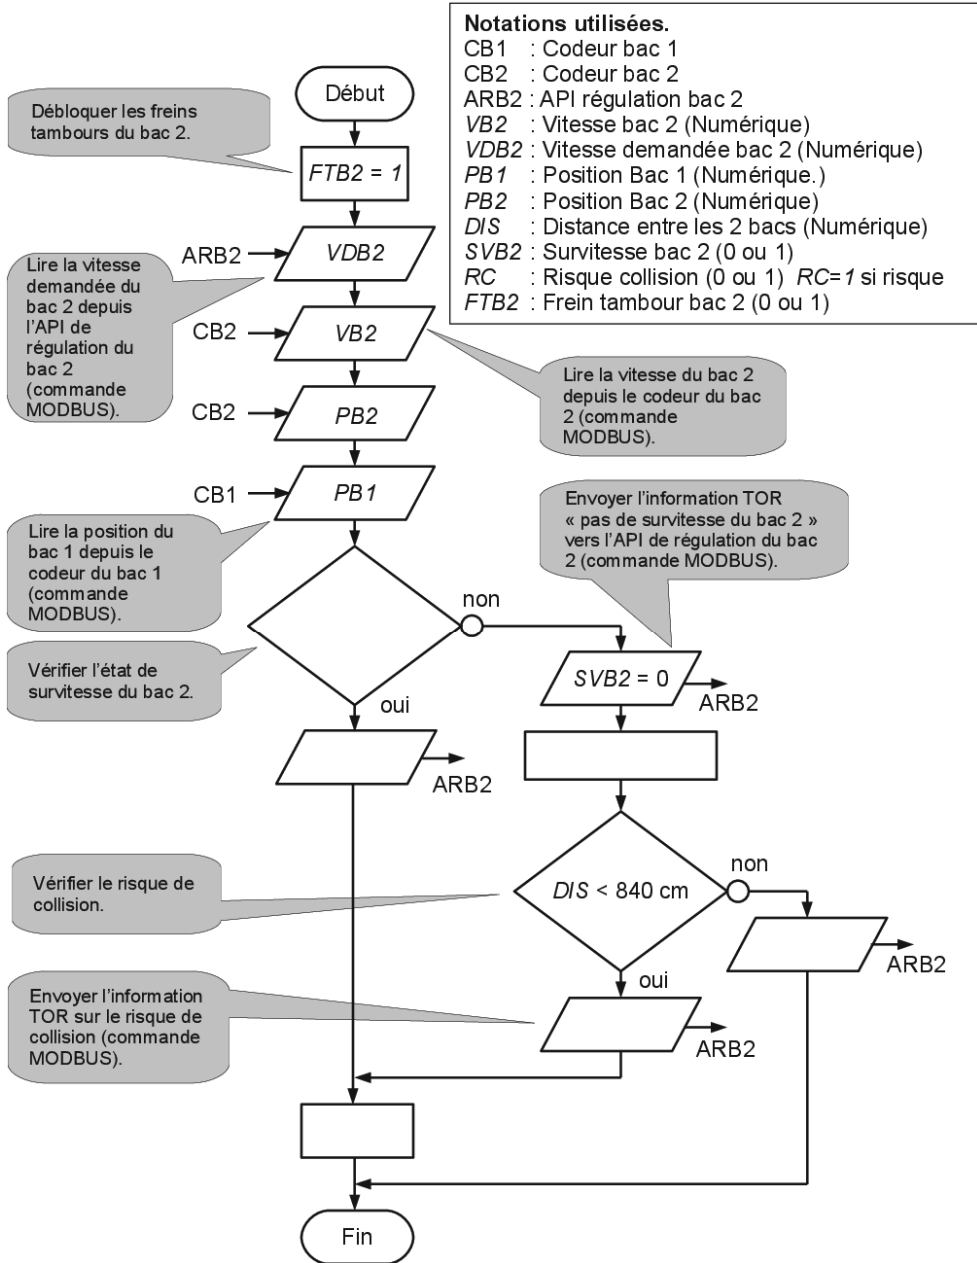 Notations utilisées.
CB1 : Codeur bac 1
CB2 : Codeur bac 2
ARB2 : API régulation bac 2
VB2 : Vitesse bac 2 (Numérique)
VDB2 : Vitesse demandée bac 2 (Numérique)
PB1 : Position Bac 1 (Numérique.)
PB2 : Position Bac 2 (Numérique)
DIS : Distance entre les 2 bacs (Numérique)
SVB2 : Survitesse bac 2 (0 ou 1)
RC : Risque collision (0 ou 1) RC=1 si risque
FTB2 : Frein tambour bac 2 (0 ou 1)
Début
Débloquer les freins
tambours du bac 2.
FTB2 = 1
ARB2
VDB2
Lire la vitesse
demandée du
bac 2 depuis
l'API de
régulation du
bac 2
(commande
MODBUS).
CB2
VB2
Lire la vitesse du bac 2
depuis le codeur du bac
2 (commande
MODBUS).
CB2
PB2
CB1
PB1
Lire la position du
bac 1 depuis le
codeur du bac 1
(commande
MODBUS).
Envoyer l'information TOR
« pas de survitesse du bac 2 »
vers l'API de régulation du bac
2 (commande MODBUS).
non
Vérifier l'état de
survitesse du bac 2.
SVB2 = 0
ARB2
oui
ARB2
Vérifier le risque de
collision.
DIS < 840 cm
non
ARB2
oui
Envoyer l'information
TOR sur le risque de
collision (commande
MODBUS).
ARB2
Fin